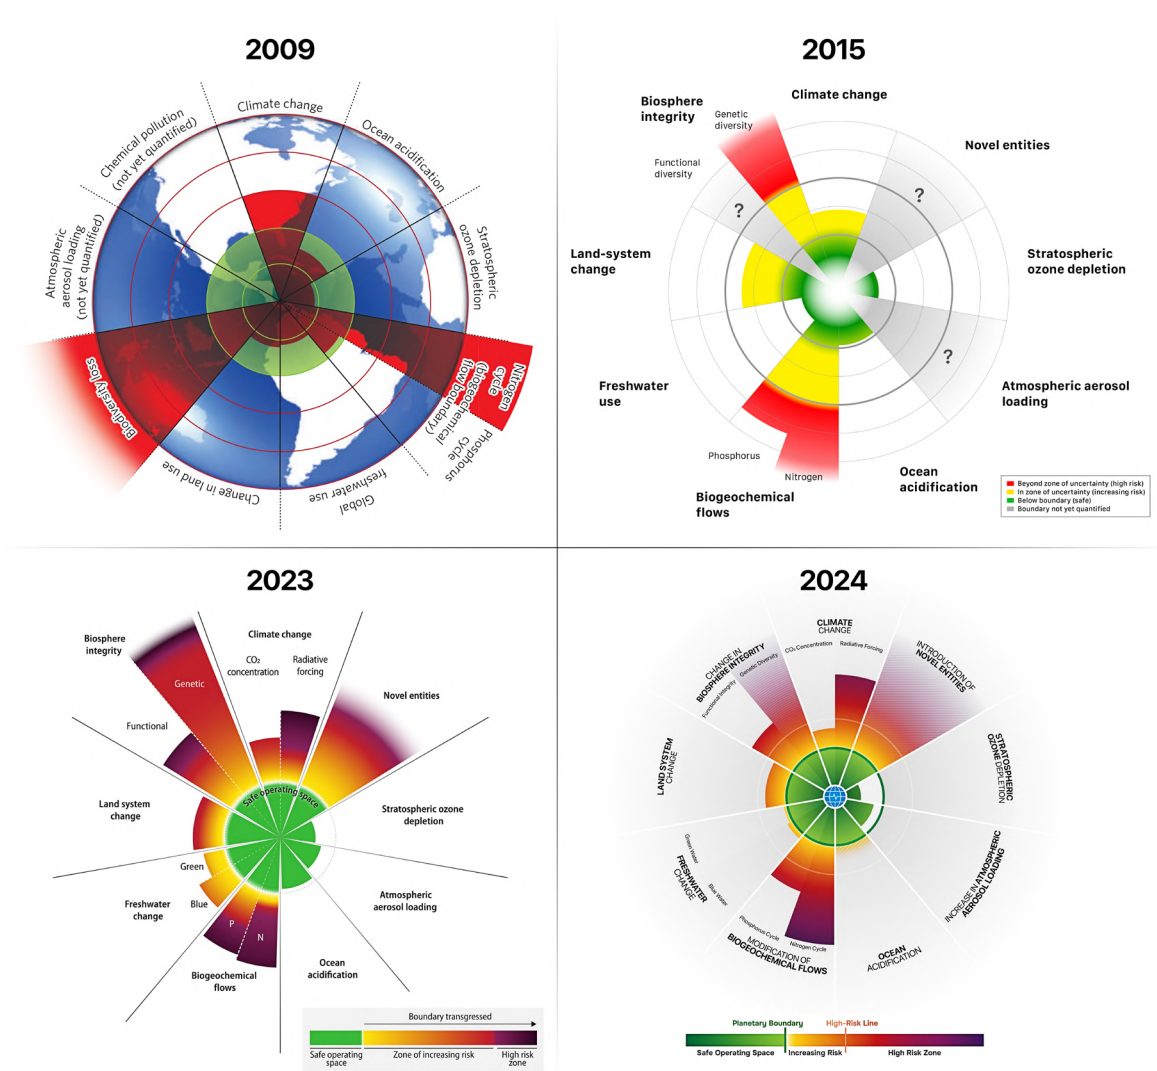 2009
Climate change
Ocean acidification
Stratospheric
ozone depletion
Nitrogen
cycle
(biogeochemical
flow boundary)
Phosphorus
cycle
Global
freshwater use
Change in land use
Biodiversity loss
Atmospheric
aerosol loading
(not yet quantified)
Chemical pollution
(not yet quantified)
2015
Climate change
Biosphere
integrity
Genetic
diversity
Functional
diversity
?
?
?
Novel entities
Land-system
change
Stratospheric
ozone depletion
Freshwater
use
Atmospheric aerosol
loading
Phosphorus
Nitrogen
Biogeochemical
flows
Ocean
acidification
Beyond zone of uncertainty (high risk)
In zone of uncertainty (increasing risk)
Below boundary (safe)
Boundary not yet quantified
2023
Biosphere
integrity
Climate change
CO₂
concentration
Radiative
forcing
Genetic
Functional
Novel entities
Safe operating space
Land system
change
Stratospheric ozone
depletion
Green
Blue
Freshwater
change
P
N
Atmospheric
aerosol loading
Biogeochemical
flows
Ocean
acidification
Boundary transgressed
Safe operating
space
Zone of increasing risk
High risk
zone
2024
CLIMATE
CHANGE
CO₂ Concentration
Radiative Forcing
CHANGE IN
BIOSPHERE INTEGRITY
Genetic Diversity
Functional Integrity
INTRODUCTION OF
NOVEL ENTITIES
LAND SYSTEM
CHANGE
STRATOSPHERIC
OZONE DEPLETION
Green Water
FRESHWATER
CHANGE
Blue Water
INCREASE IN ATMOSPHERIC
AEROSOL LOADING
Phosphorus Cycle
Nitrogen Cycle
MODIFICATION OF
BIOGEOCHEMICAL FLOWS
OCEAN
ACIDIFICATION
Planetary Boundary
High-Risk Line
Safe Operating Space
Increasing Risk
High Risk Zone